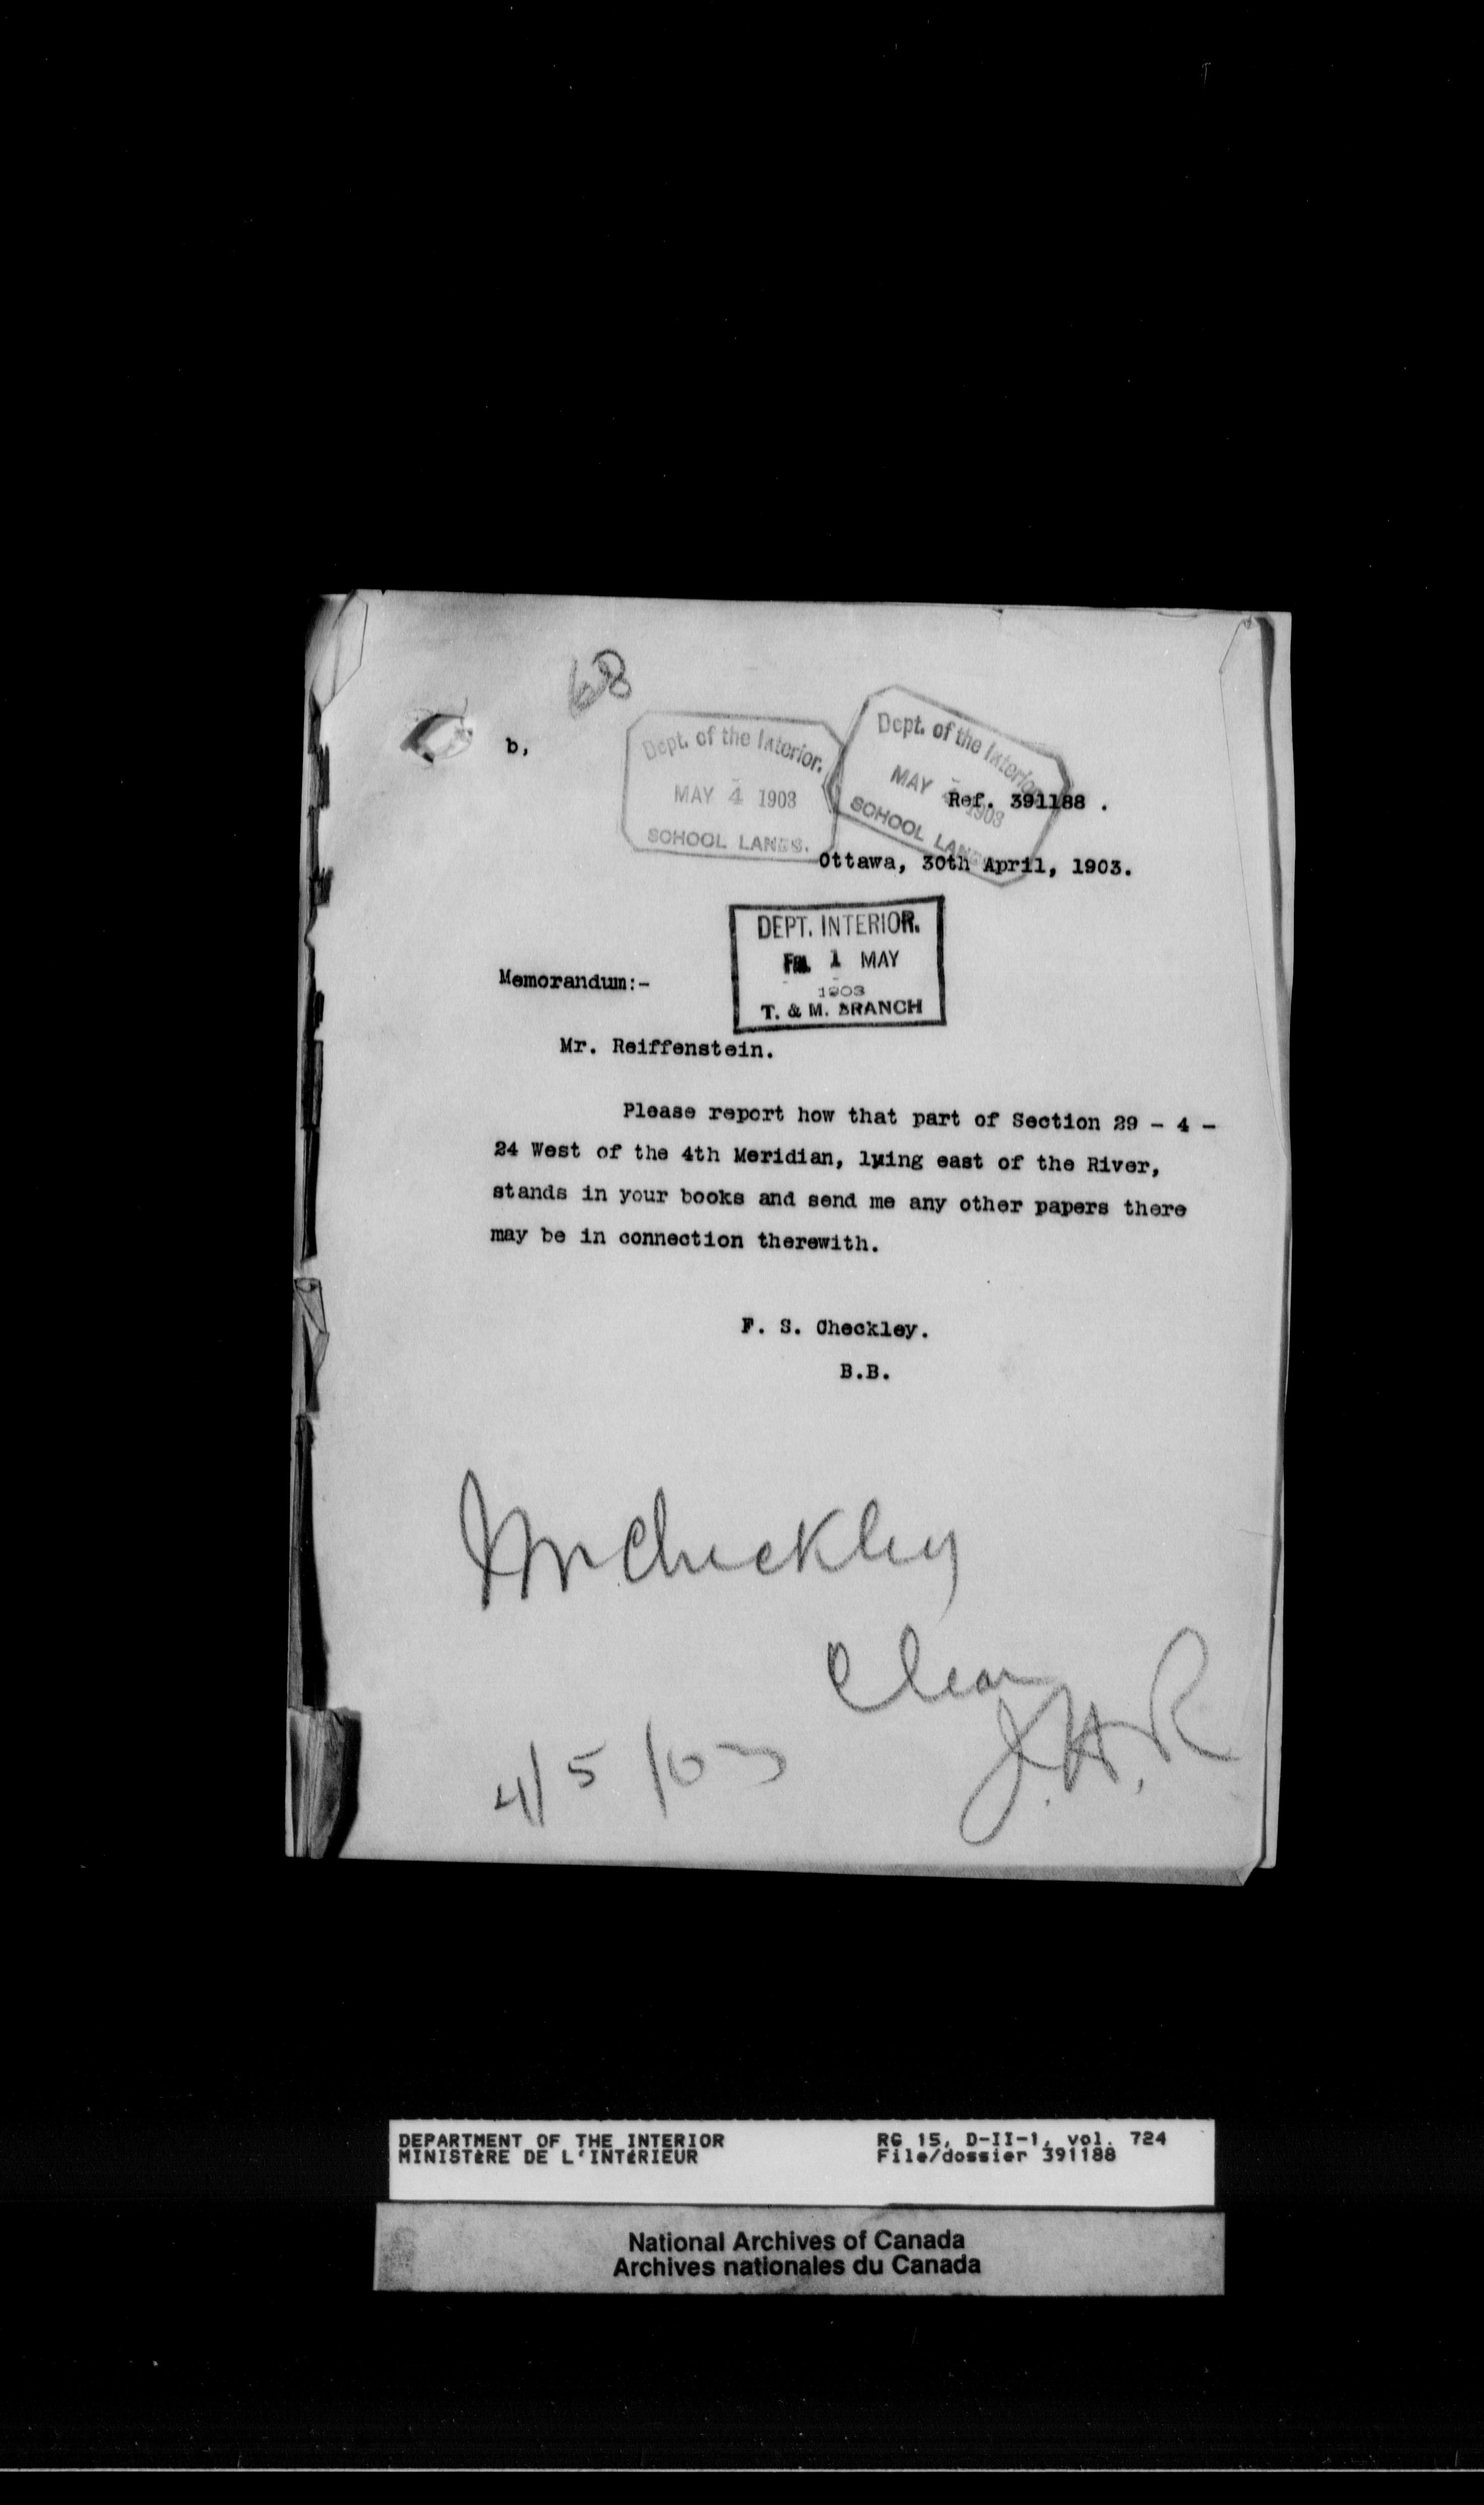 68
b,
Dept. of the Interior.
MAY 4 1903
SCHOOL LANDS.
Dept. of the Interior
MAY 1903
SCHOOL LANDS
Ref. 391188 .
Ottawa, 30th April, 1903.
DEPT. INTERIOR.
1 MAY
1903
T. & M. BRANCH
Memorandum:-
Mr. Reiffenstein.
Please report how that part of Section 29 - 4 -
24 West of the 4th Meridian, lying east of the River,
stands in your books and send me any other papers there
may be in connection therewith.
F. S. Checkley.
B.B.
Mr Checkley
Clear
J.H.R
4/5/03
DEPARTMENT OF THE INTERIOR
MINISTèRE DE L'INTéRIEUR
RG 15, D-II-1, vol. 724
File/dossier 391188
National Archives of Canada
Archives nationales du Canada